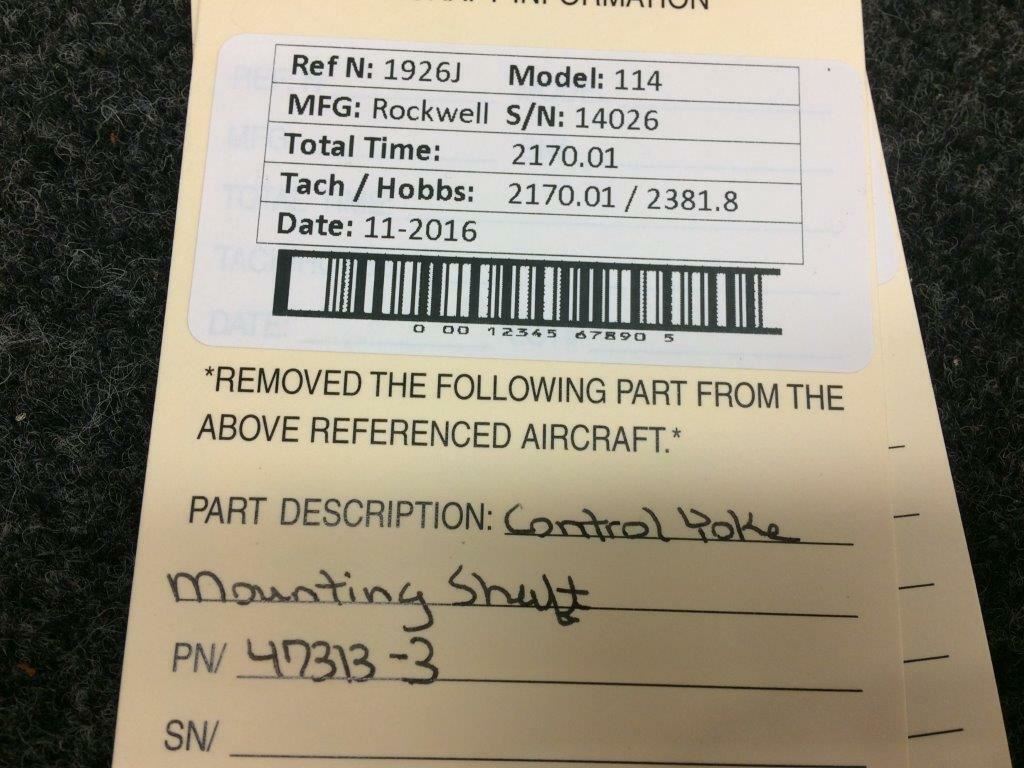 INFORMATION
Ref N: 1926J Model: 114
MFG: Rockwell S/N: 14026
Total Time: 2170.01
Tach / Hobbs: 2170.01 / 2381.8
Date: 11-2016
0 00 12345 67890 5
*REMOVED THE FOLLOWING PART FROM THE
ABOVE REFERENCED AIRCRAFT.*
PART DESCRIPTION: Control Yoke
Mounting Shaft
PN/ 47313-3
SN/